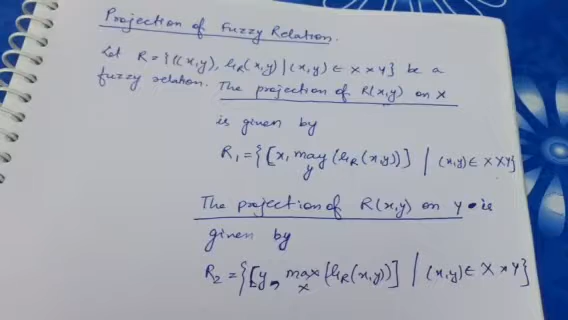 Projection of Fuzzy Relation.
Let R = {((x,y), μR(x,y) | (x,y) ∈ X x Y} be a
fuzzy relation. The projection of R(x,y) on X
is given by
R1 = {[x, max y (μR(x,y))] | (x,y) ∈ X X Y}
The projection of R(x,y) on Y is
given by
R2 = {[y, max x (μR(x,y))] | (x,y) ∈ X x Y}